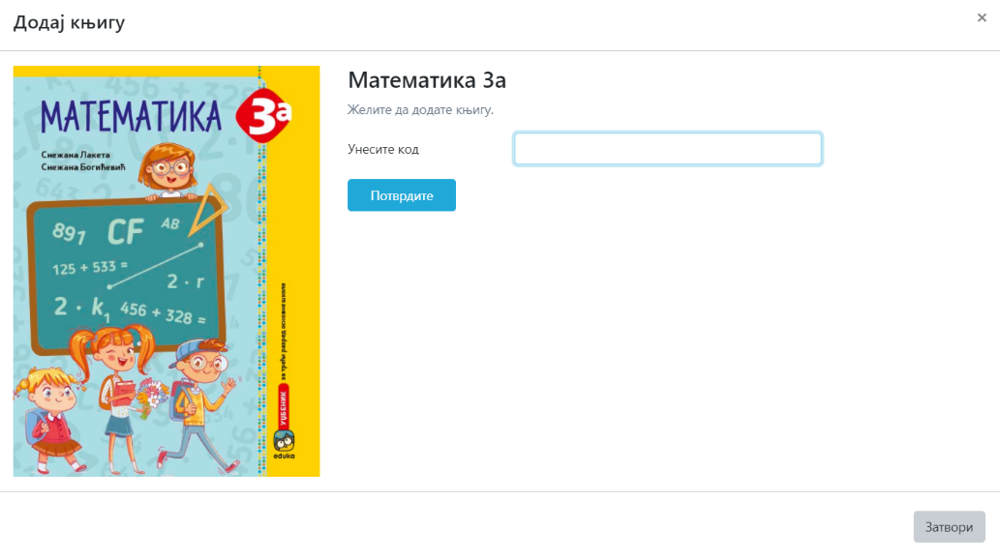 Додај књигу
×
МАТЕМАТИКА 3а
Снежана Лакета
Снежана Богићевић
897 CF AB
125 + 533 =
2 · r
2 · k₁ 456 + 328 =
за трећи разред основне школе
УЏБЕНИК
eduka
Математика 3а
Желите да додате књигу.
Унесите код
Потврдите
Затвори